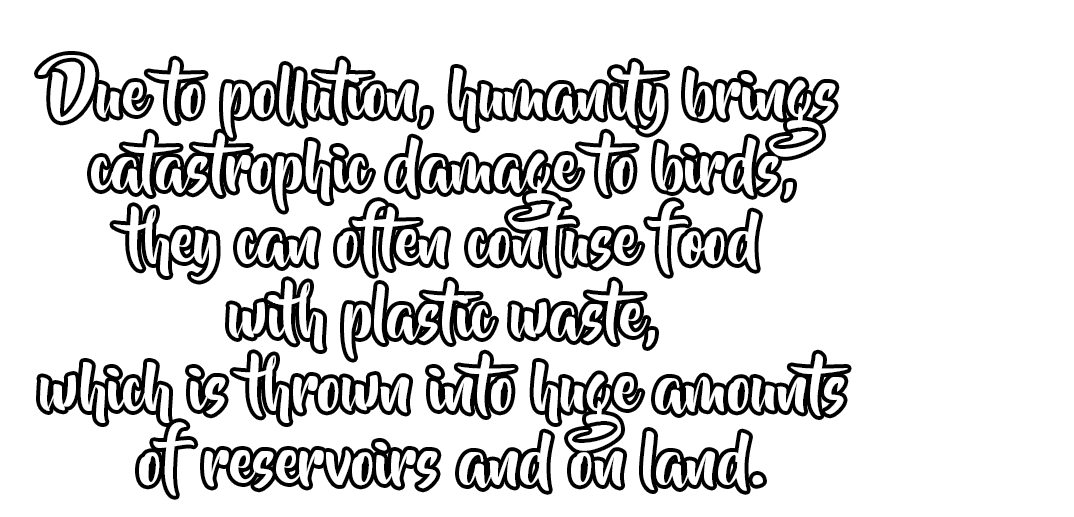 Due to pollution, humanity brings
catastrophic damage to birds,
they can often confuse food
with plastic waste,
which is thrown into huge amounts
of reservoirs and on land.